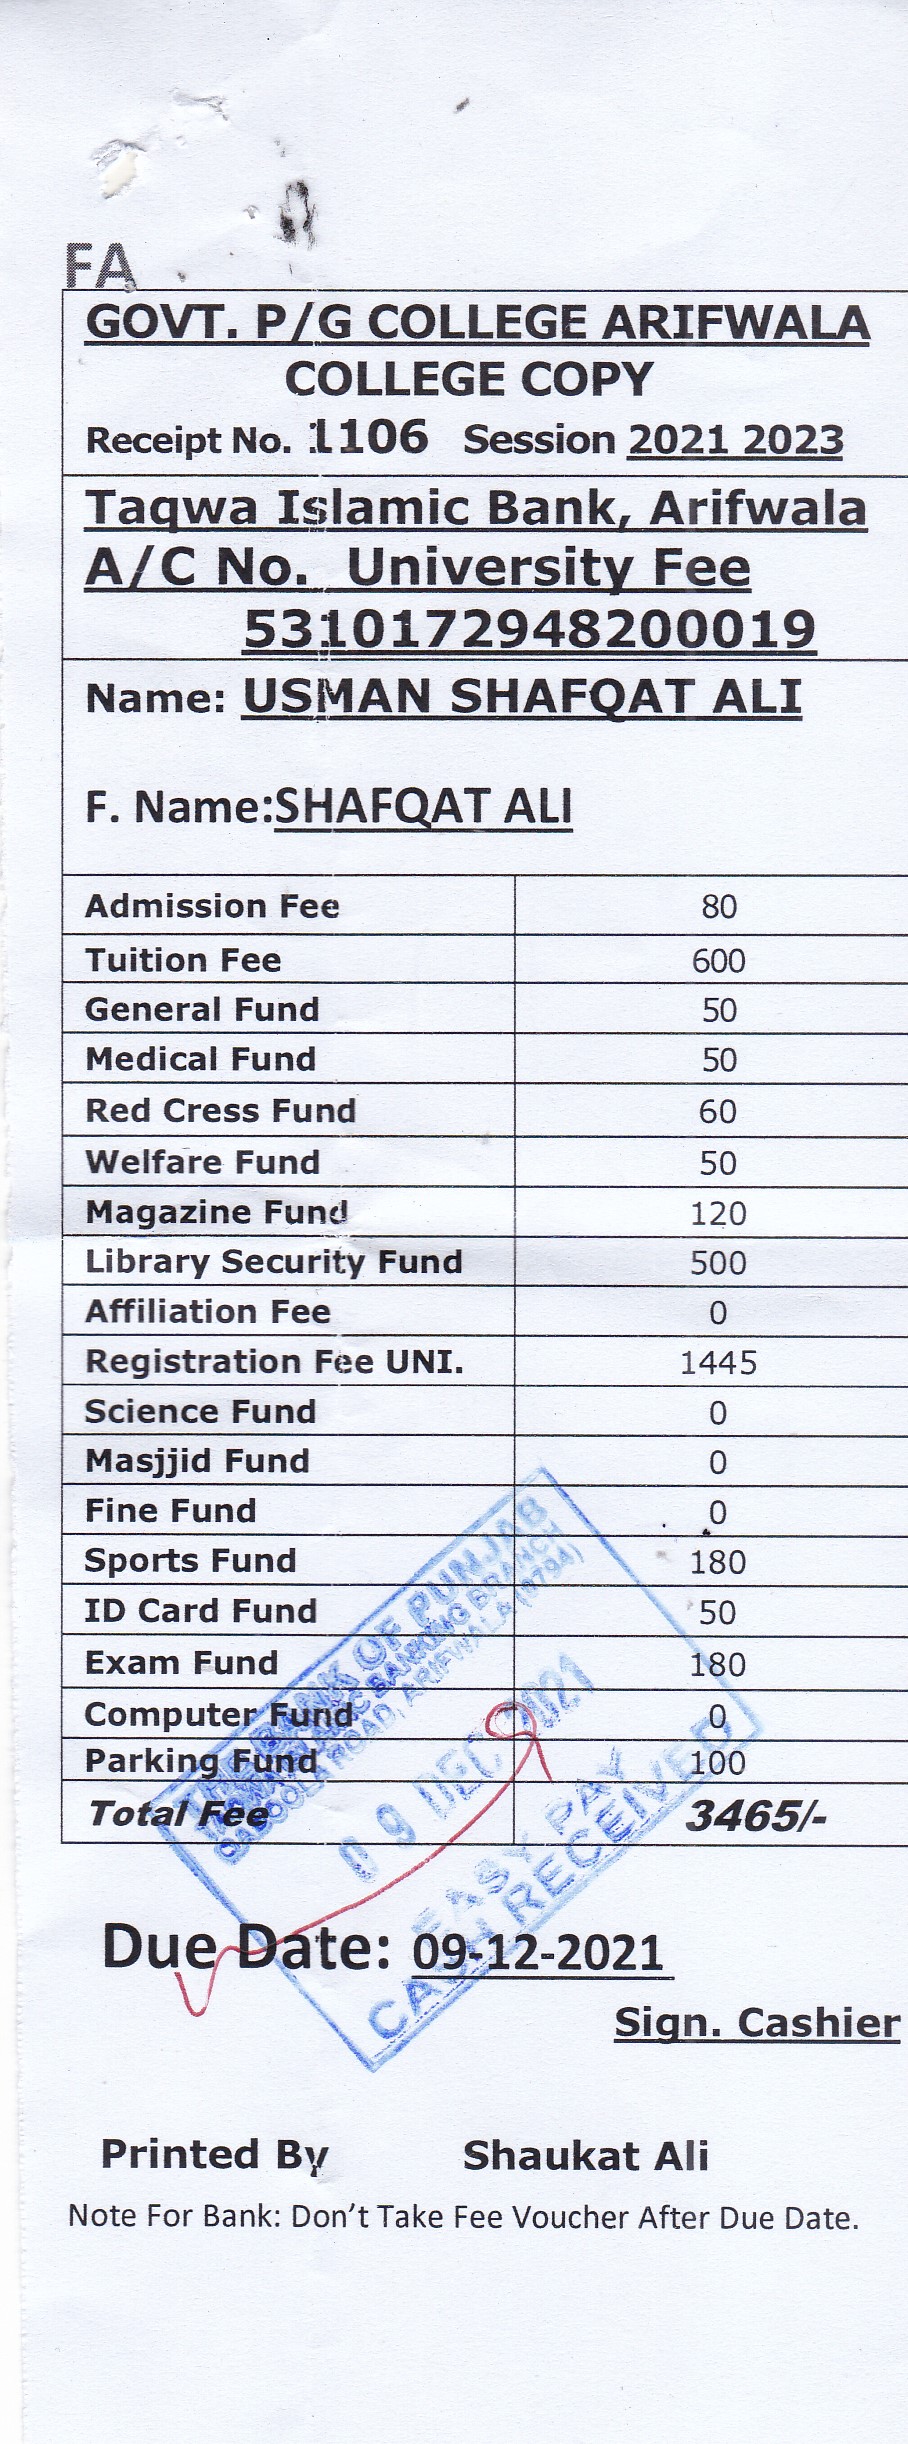 FA
GOVT. P/G COLLEGE ARIFWALA
COLLEGE COPY
Receipt No. 1106 Session 2021 2023
Taqwa Islamic Bank, Arifwala
A/C No. University Fee
5310172948200019
Name: USMAN SHAFQAT ALI
F. Name:SHAFQAT ALI
Admission Fee 80
Tuition Fee 600
General Fund 50
Medical Fund 50
Red Cress Fund 60
Welfare Fund 50
Magazine Fund 120
Library Security Fund 500
Affiliation Fee 0
Registration Fee UNI. 1445
Science Fund 0
Masjjid Fund 0
Fine Fund 0
Sports Fund 180
ID Card Fund 50
Exam Fund 180
Computer Fund 0
Parking Fund 100
Total Fee 3465/-
BANK OF PUNJAB
BANKING BRANCH
ROAD, ARIFWALA
09 DEC 2021
EASY PAY
CASH RECEIVED
Due Date: 09-12-2021
Sign. Cashier
Printed By Shaukat Ali
Note For Bank: Don't Take Fee Voucher After Due Date.